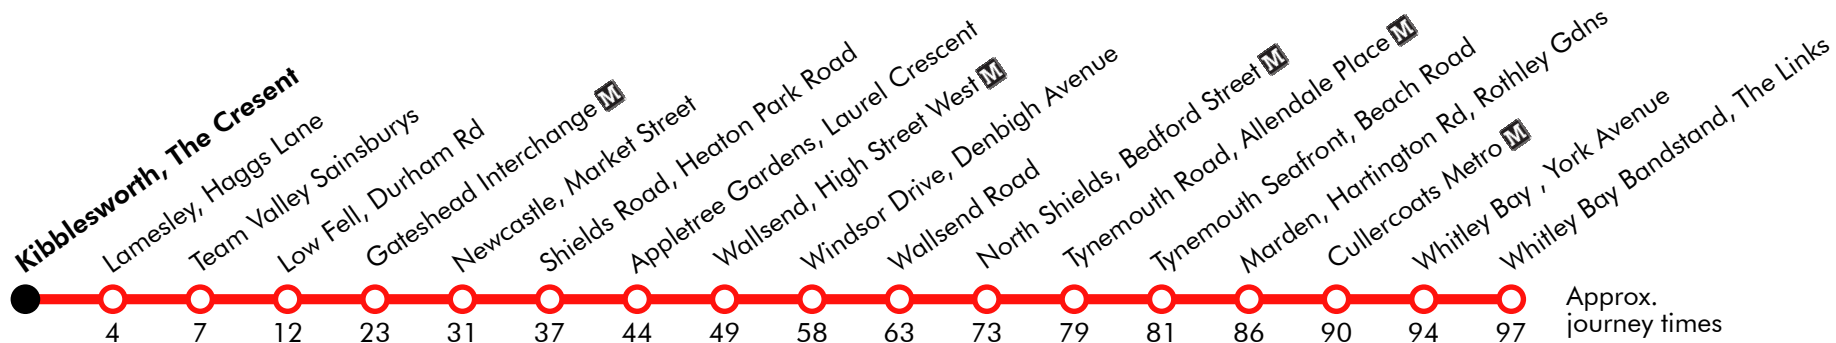 Kibblesworth, The Cresent
Lamesley, Haggs Lane
Team Valley Sainsburys
Low Fell, Durham Rd
Gateshead Interchange M
Newcastle, Market Street
Shields Road, Heaton Park Road
Appletree Gardens, Laurel Crescent
Wallsend, High Street West M
Windsor Drive, Denbigh Avenue
Wallsend Road
North Shields, Bedford Street M
Tynemouth Road, Allendale Place M
Tynemouth Seafront, Beach Road
Marden, Hartington Rd, Rothley Gdns
Cullercoats Metro M
Whitley Bay , York Avenue
Whitley Bay Bandstand, The Links
4 7 12 23 31 37 44 49 58 63 73 79 81 86 90 94 97
Approx.
journey times